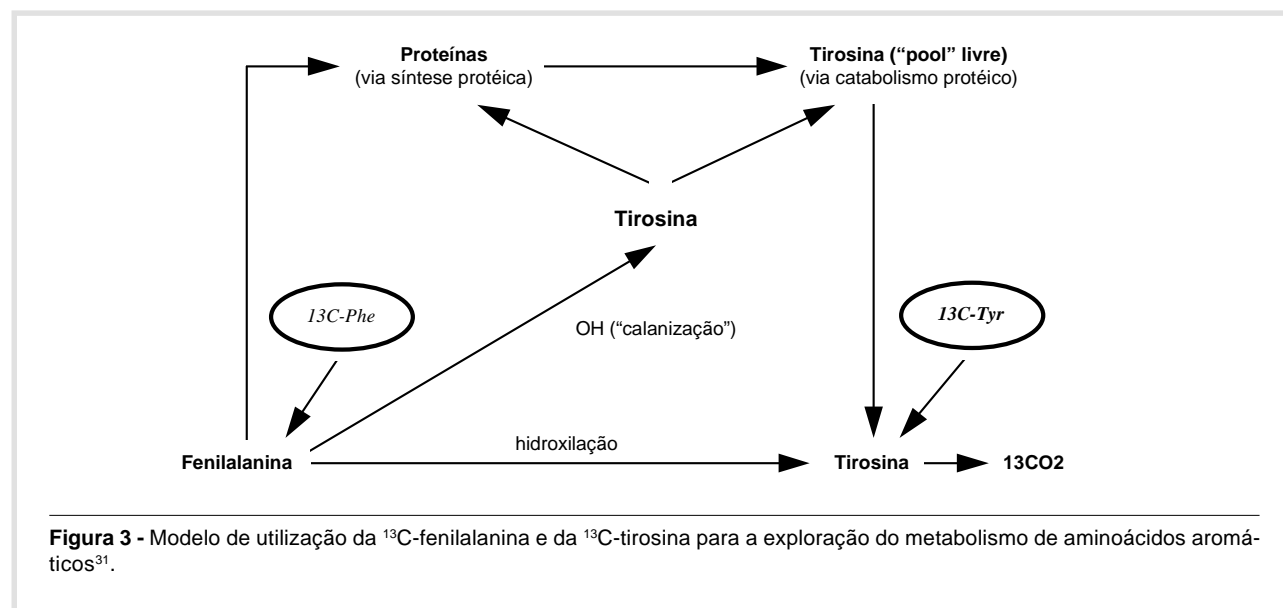 Proteínas
(via síntese protéica)
Tirosina (“pool” livre)
(via catabolismo protéico)
Tirosina
13C-Phe
13C-Tyr
OH (“calanização”)
hidroxilação
Fenilalanina
Tirosina
13CO2
Figura 3 - Modelo de utilização da ¹³C-fenilalanina e da ¹³C-tirosina para a exploração do metabolismo de aminoácidos aromá-
ticos³¹.